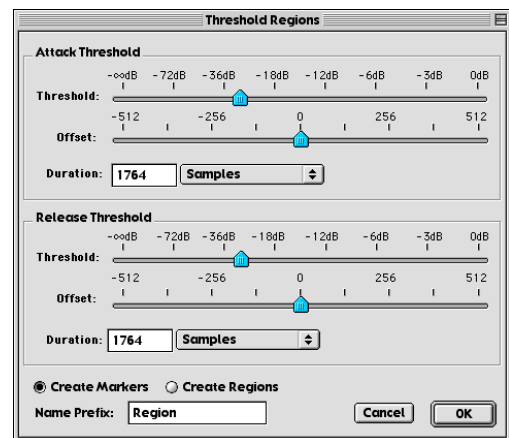 Threshold Regions
Attack Threshold
-∞dB -72dB -36dB -18dB -12dB -6dB -3dB 0dB
Threshold:
-512 -256 0 256 512
Offset:
Duration: 1764 Samples
Release Threshold
-∞dB -72dB -36dB -18dB -12dB -6dB -3dB 0dB
Threshold:
-512 -256 0 256 512
Offset:
Duration: 1764 Samples
Create Markers Create Regions
Name Prefix: Region Cancel OK